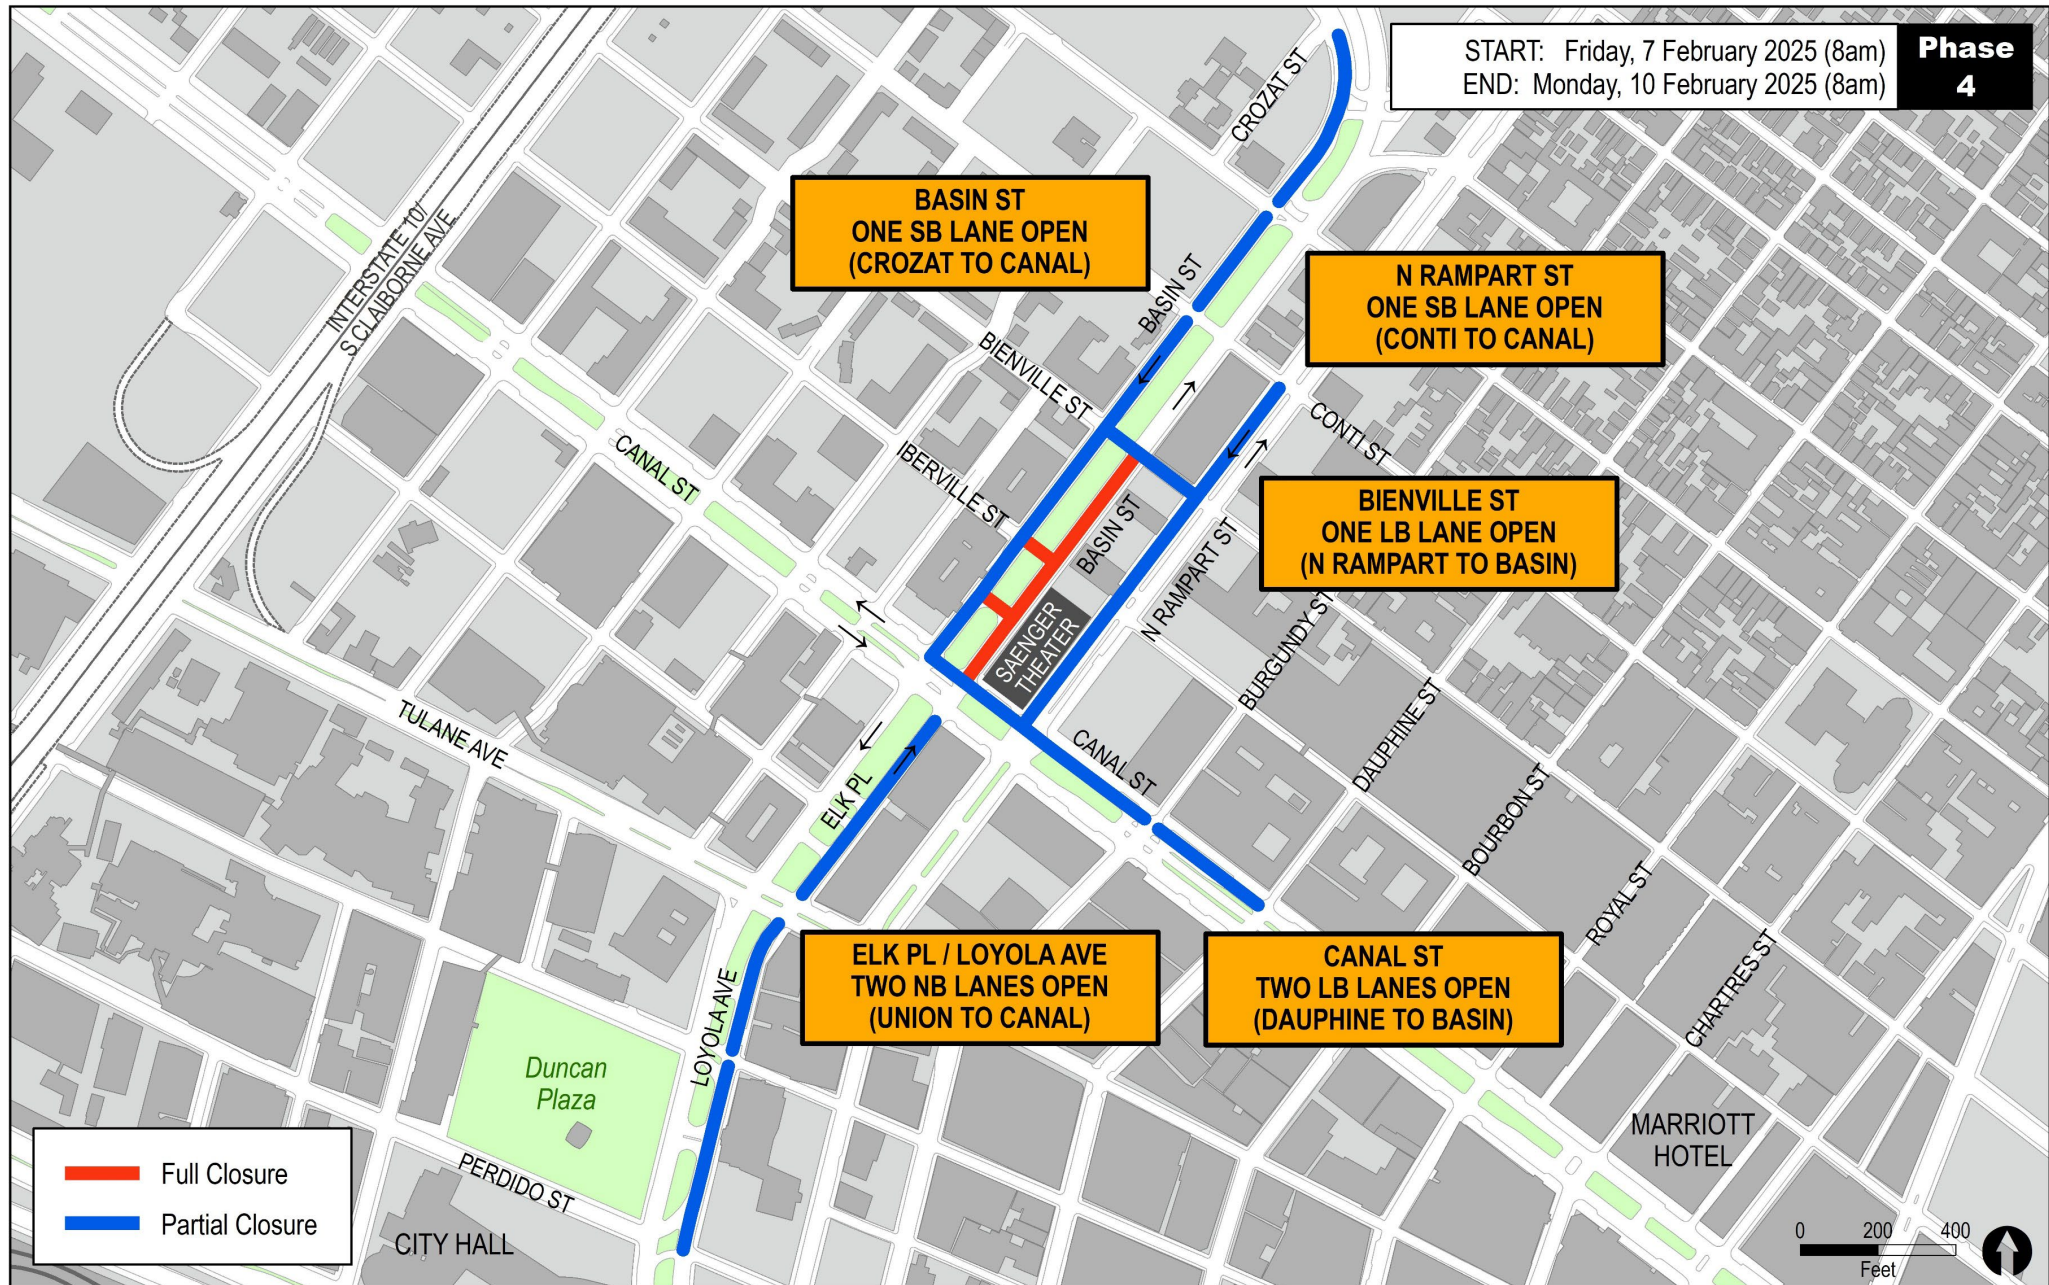 START: Friday, 7 February 2025 (8am)
END: Monday, 10 February 2025 (8am)
Phase
4
CROZAT ST
BASIN ST
ONE SB LANE OPEN
(CROZAT TO CANAL)
INTERSTATE 10/
S CLAIBORNE AVE
BASIN ST
N RAMPART ST
ONE SB LANE OPEN
(CONTI TO CANAL)
BIENVILLE ST
CONTI ST
CANAL ST
IBERVILLE ST
BASIN ST
BIENVILLE ST
ONE LB LANE OPEN
(N RAMPART TO BASIN)
N RAMPART ST
SAENGER
THEATER
BURGUNDY ST
DAUPHINE ST
TULANE AVE
CANAL ST
ELK PL
BOURBON ST
ROYAL ST
CHARTRES ST
ELK PL / LOYOLA AVE
TWO NB LANES OPEN
(UNION TO CANAL)
CANAL ST
TWO LB LANES OPEN
(DAUPHINE TO BASIN)
LOYOLA AVE
Duncan
Plaza
MARRIOTT
HOTEL
PERDIDO ST
CITY HALL
Full Closure
Partial Closure
0 200 400
Feet